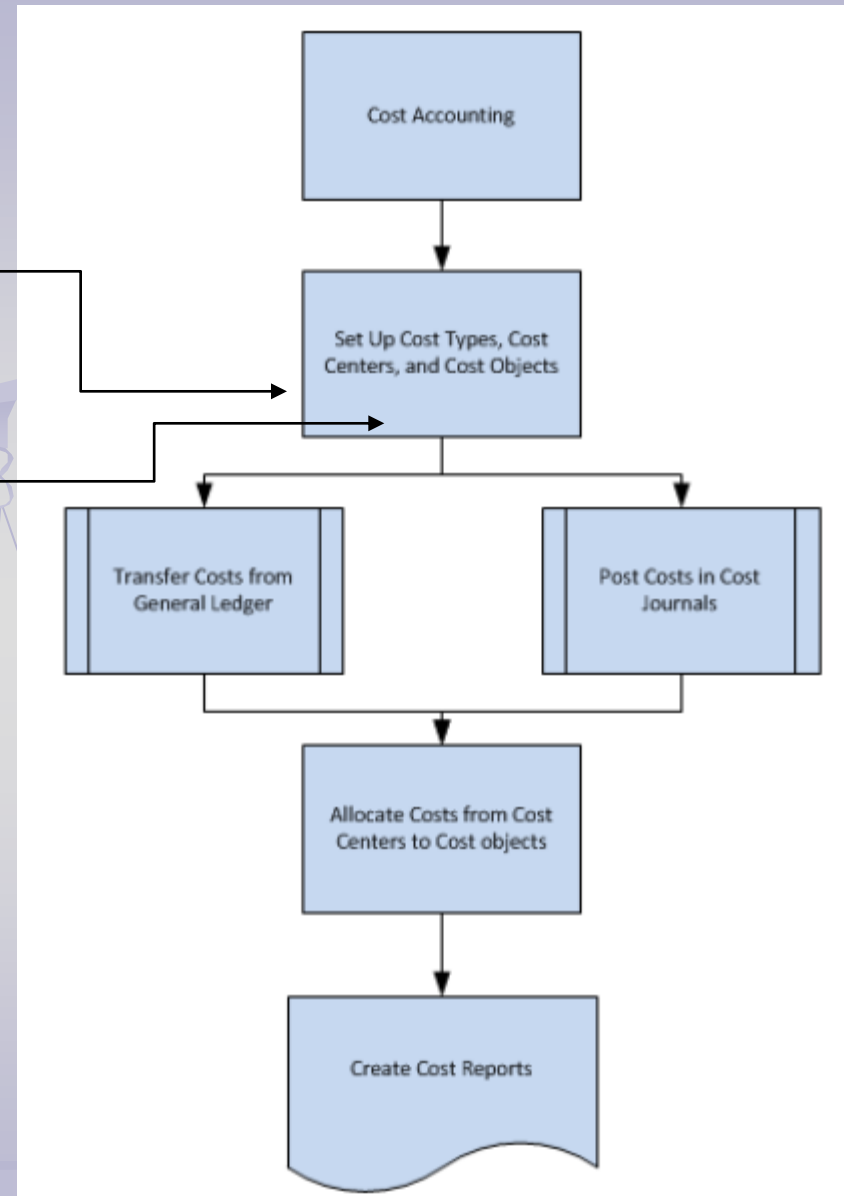 Cost Accounting
Set Up Cost Types, Cost
Centers, and Cost Objects
Transfer Costs from
General Ledger
Post Costs in Cost
Journals
Allocate Costs from Cost
Centers to Cost objects
Create Cost Reports